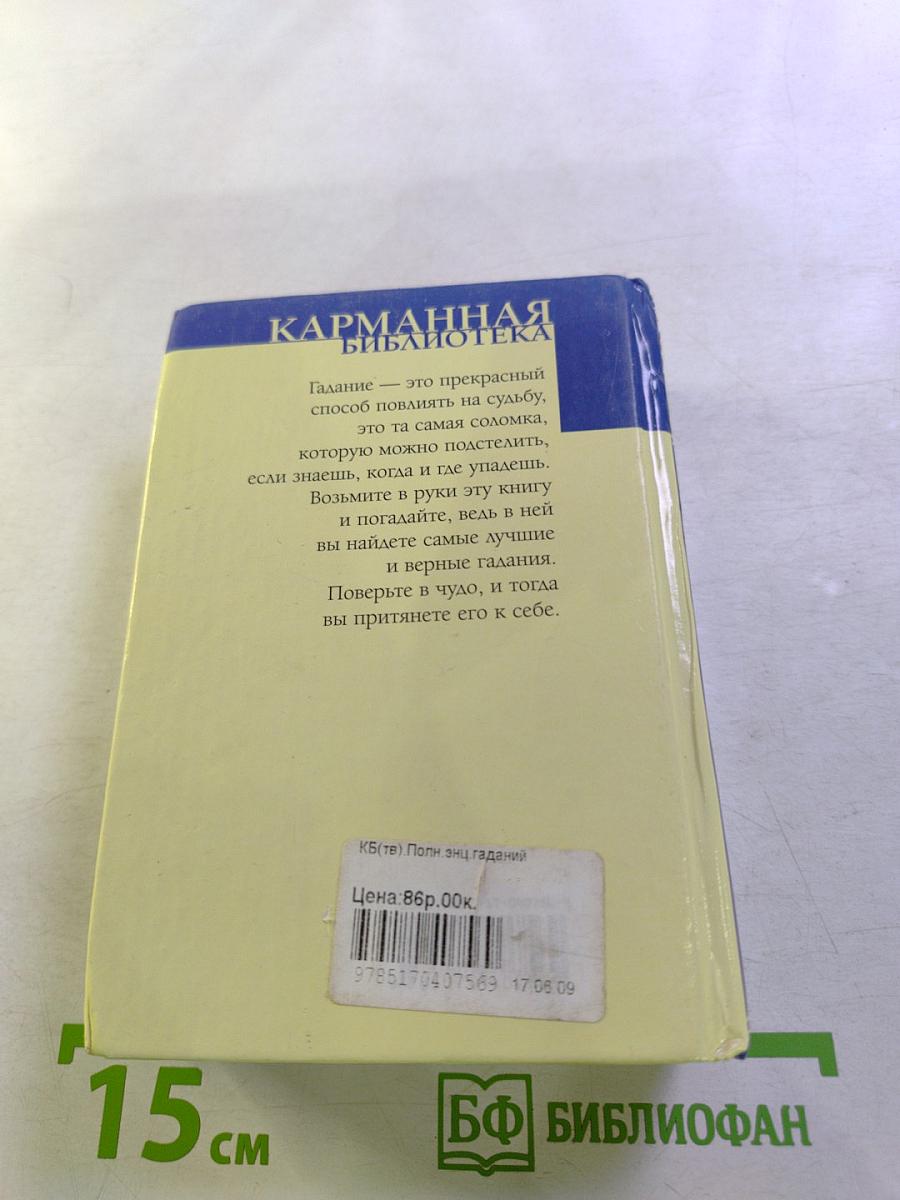 КАРМАННАЯ
БИБЛИОТЕКА
Гадание — это прекрасный
способ повлиять на судьбу,
это та самая соломка,
которую можно подстелить,
если знаешь, когда и где упадешь.
Возьмите в руки эту книгу
и погадайте, ведь в ней
вы найдете самые лучшие
и верные гадания.
Поверьте в чудо, и тогда
вы притянете его к себе.
КБ(тв).Полн.энц.гаданий
Цена:86р.00к.
9785170407569 17.06.09
15 см
БФ БИБЛИОФАН